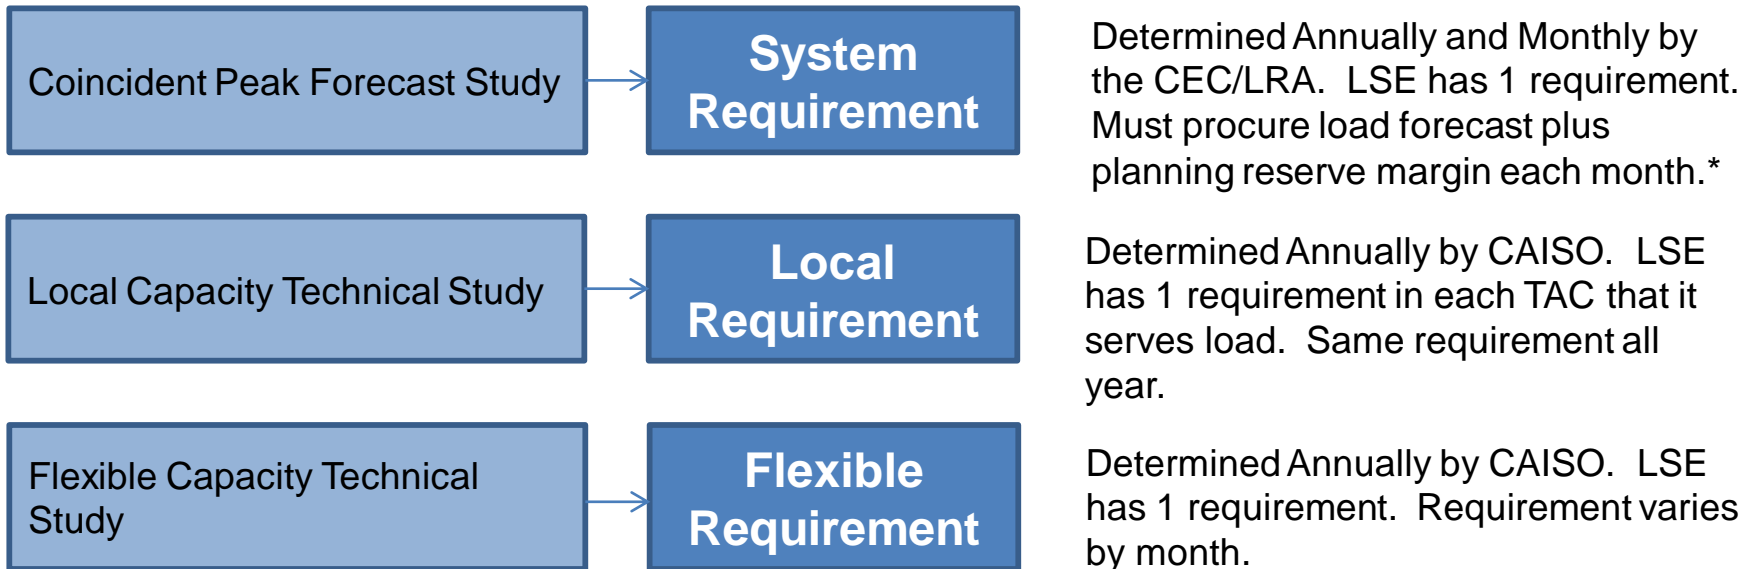 Coincident Peak Forecast Study
System
Requirement
Determined Annually and Monthly by
the CEC/LRA. LSE has 1 requirement.
Must procure load forecast plus
planning reserve margin each month.*
Local Capacity Technical Study
Local
Requirement
Determined Annually by CAISO. LSE
has 1 requirement in each TAC that it
serves load. Same requirement all
year.
Flexible Capacity Technical
Study
Flexible
Requirement
Determined Annually by CAISO. LSE
has 1 requirement. Requirement varies
by month.